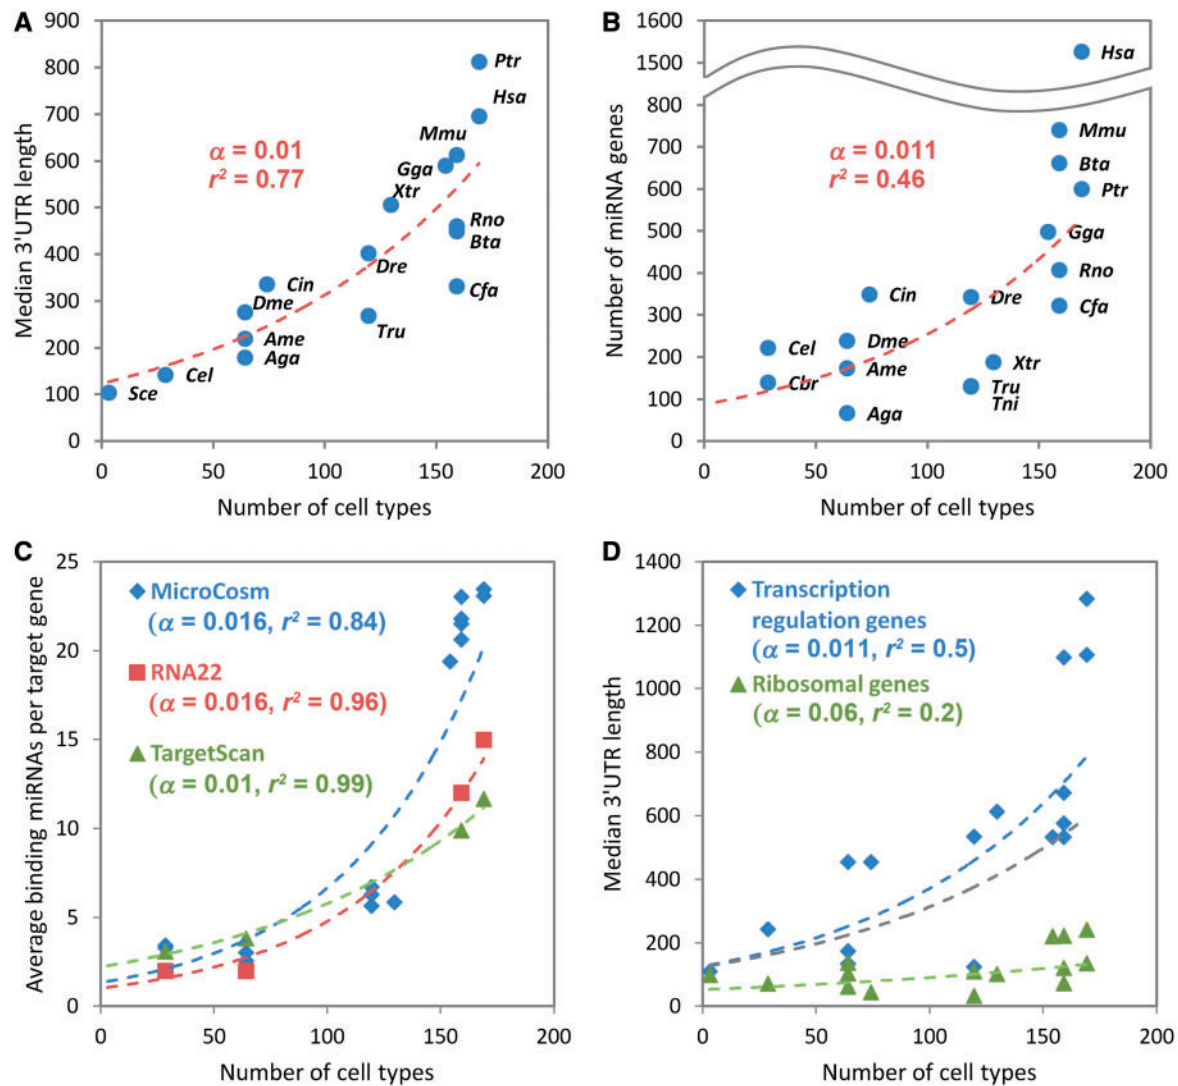 A
900
800
700
600
500
400
300
200
100
0
Median 3'UTR length
α = 0.01
r² = 0.77
Ptr
Hsa
Mmu
Gga
Xtr
Rno
Bta
Dre
Cfa
Cin
Dme
Tru
Ame
Aga
Cel
Sce
0 50 100 150 200
Number of cell types
B
1600
1500
800
700
600
500
400
300
200
100
0
Number of miRNA genes
α = 0.011
r² = 0.46
Hsa
Mmu
Bta
Ptr
Gga
Rno
Cin
Dre
Cfa
Cel
Dme
Xtr
Cbr
Ame
Tru
Tni
Aga
0 50 100 150 200
Number of cell types
C
25
20
15
10
5
0
Average binding miRNAs per target gene
MicroCosm
(α = 0.016, r² = 0.84)
RNA22
(α = 0.016, r² = 0.96)
TargetScan
(α = 0.01, r² = 0.99)
0 50 100 150 200
Number of cell types
D
1400
1200
1000
800
600
400
200
0
Median 3'UTR length
Transcription
regulation genes
(α = 0.011, r² = 0.5)
Ribosomal genes
(α = 0.06, r² = 0.2)
0 50 100 150 200
Number of cell types